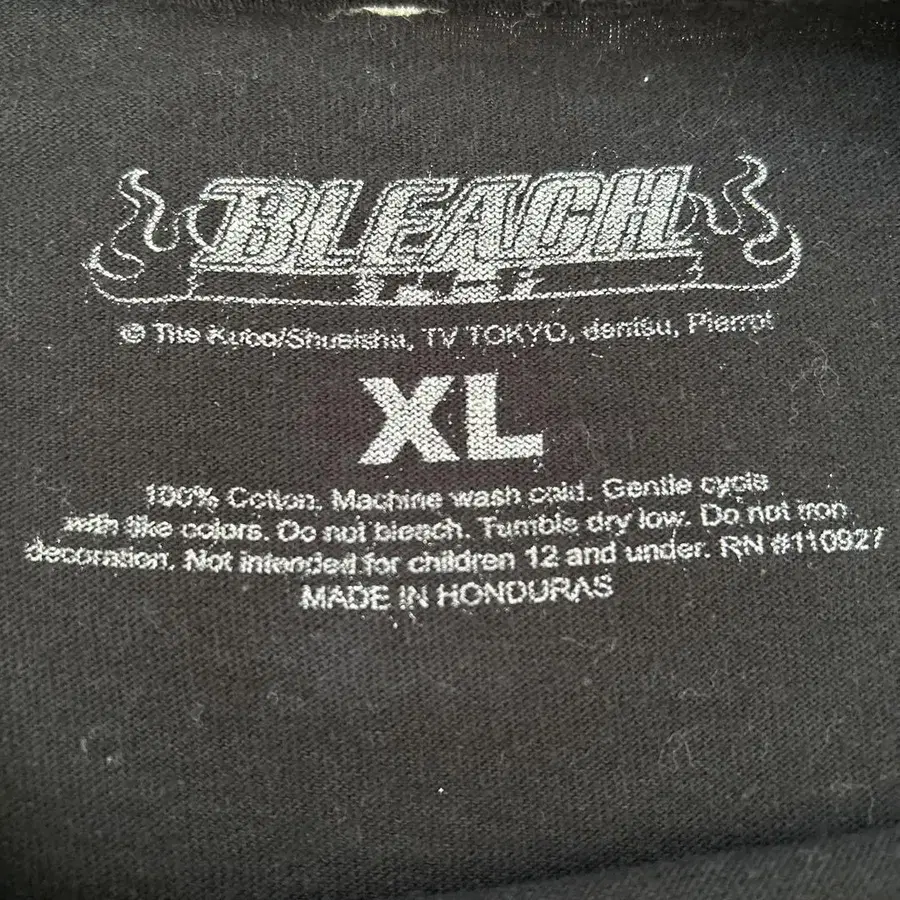 BLEACH
© Tite Kubo/Shueisha, TV TOKYO, dentsu, Pierrot
XL
100% Cotton. Machine wash cold. Gentle cycle
with like colors. Do not bleach. Tumble dry low. Do not iron
decoration. Not intended for children 12 and under. RN #110927
MADE IN HONDURAS